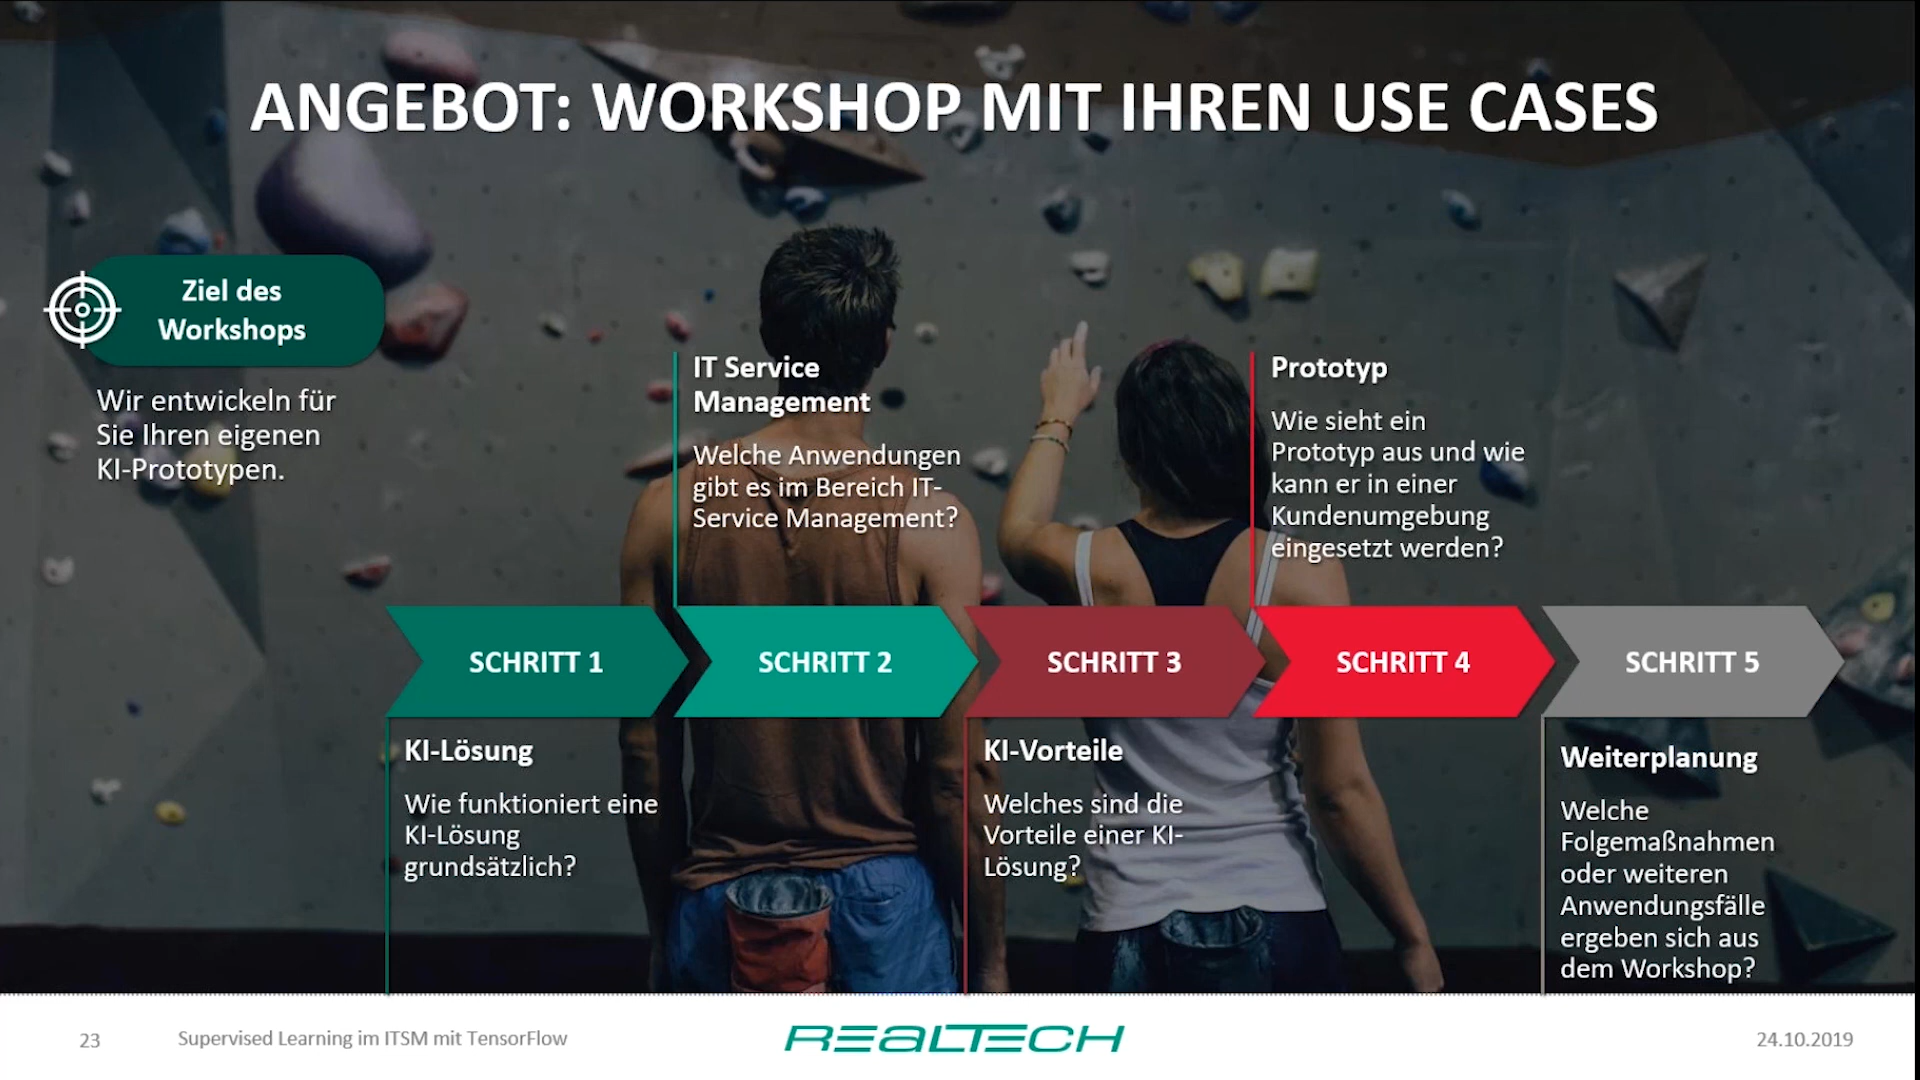 ANGEBOT: WORKSHOP MIT IHREN USE CASES
Ziel des
Workshops
Wir entwickeln für
Sie Ihren eigenen
KI-Prototypen.
IT Service
Management
Welche Anwendungen
gibt es im Bereich IT-
Service Management?
Prototyp
Wie sieht ein
Prototyp aus und wie
kann er in einer
Kundenumgebung
eingesetzt werden?
SCHRITT 1
SCHRITT 2
SCHRITT 3
SCHRITT 4
SCHRITT 5
KI-Lösung
Wie funktioniert eine
KI-Lösung
grundsätzlich?
KI-Vorteile
Welches sind die
Vorteile einer KI-
Lösung?
Weiterplanung
Welche
Folgemaßnahmen
oder weiteren
Anwendungsfälle
ergeben sich aus
dem Workshop?
23
Supervised Learning im ITSM mit TensorFlow
REALTECH
24.10.2019